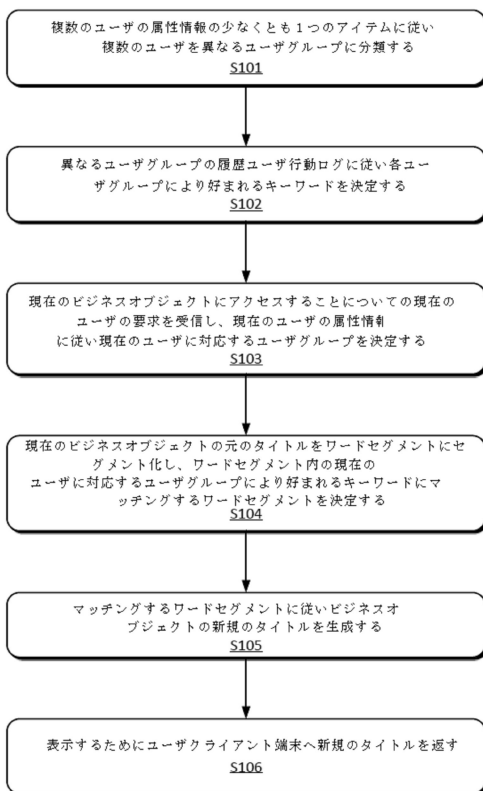 複数のユーザの属性情報の少なくとも１つのアイテムに従い
複数のユーザを異なるユーザグループに分類する
S101
異なるユーザグループの履歴ユーザ行動ログに従い各ユー
ザグループにより好まれるキーワードを決定する
S102
現在のビジネスオブジェクトにアクセスすることについての現在の
ユーザの要求を受信し、現在のユーザの属性情報
に従い現在のユーザに対応するユーザグループを決定する
S103
現在のビジネスオブジェクトの元のタイトルをワードセグメントにセ
グメント化し、ワードセグメント内の現在の
ユーザに対応するユーザグループにより好まれるキーワードにマ
ッチングするワードセグメントを決定する
S104
マッチングするワードセグメントに従いビジネスオ
ブジェクトの新規のタイトルを生成する
S105
表示するためにユーザクライアント端末へ新規のタイトルを返す
S106